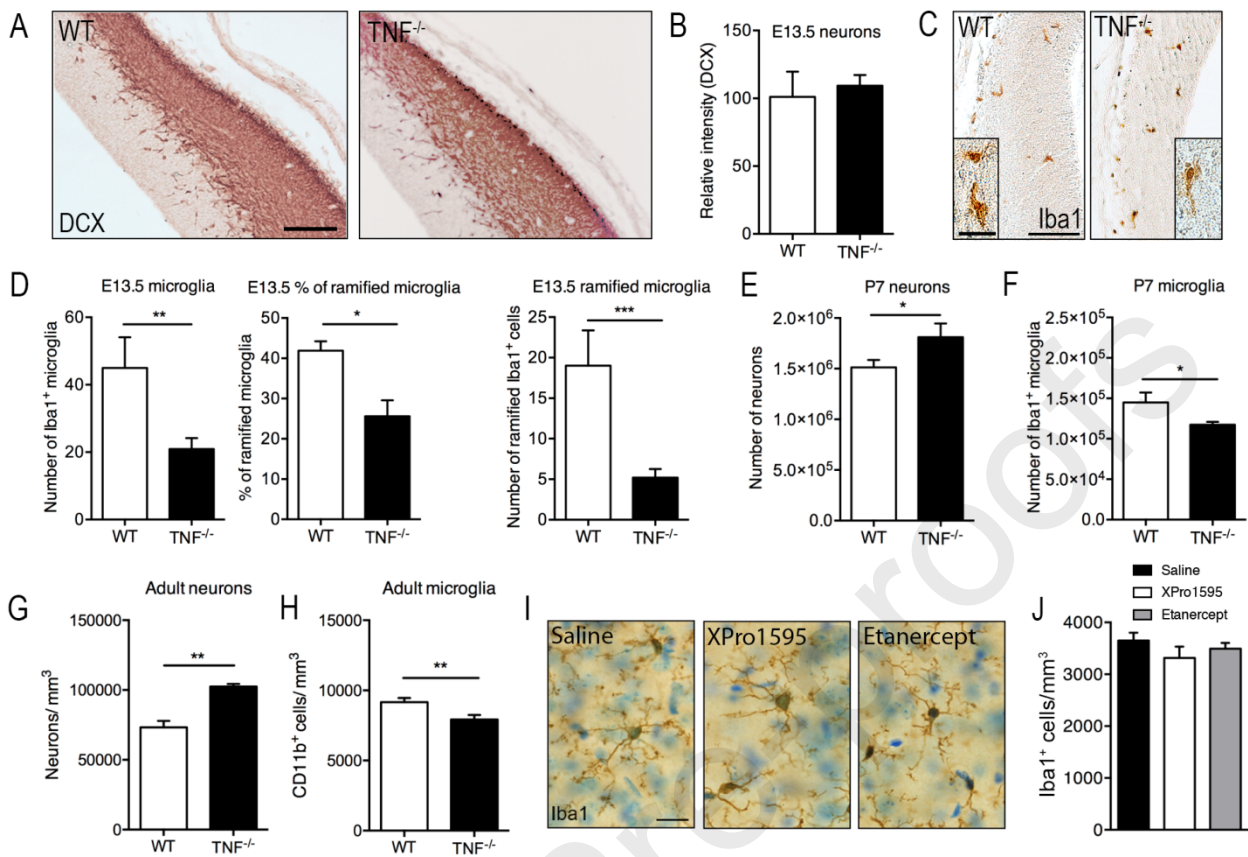 A
WT
TNF-/-
DCX
B
E13.5 neurons
Relative intensity (DCX)
150
100
50
0
WT
TNF-/-
C
WT
TNF-/-
Iba1
D
E13.5 microglia
Number of Iba1+ microglia
60
40
20
0
**
WT
TNF-/-
E13.5 % of ramified microglia
% of ramified microglia
50
40
30
20
10
0
*
WT
TNF-/-
E13.5 ramified microglia
Number of ramified Iba1+ cells
25
20
15
10
5
0
***
WT
TNF-/-
E
P7 neurons
Number of neurons
2.0×10^6
1.5×10^6
1.0×10^6
5.0×10^5
0.0
*
WT
TNF-/-
F
P7 microglia
Number of Iba1+ microglia
2.5×10^5
2.0×10^5
1.5×10^5
1.0×10^5
5.0×10^4
0.0
*
WT
TNF-/-
G
Adult neurons
Neurons/ mm3
150000
100000
50000
0
**
WT
TNF-/-
H
Adult microglia
CD11b+ cells/mm3
15000
10000
5000
0
**
WT
TNF-/-
I
Saline
XPro1595
Etanercept
Iba1
J
Saline
XPro1595
Etanercept
Iba1+ cells/mm3
4000
3000
2000
1000
0
roofs